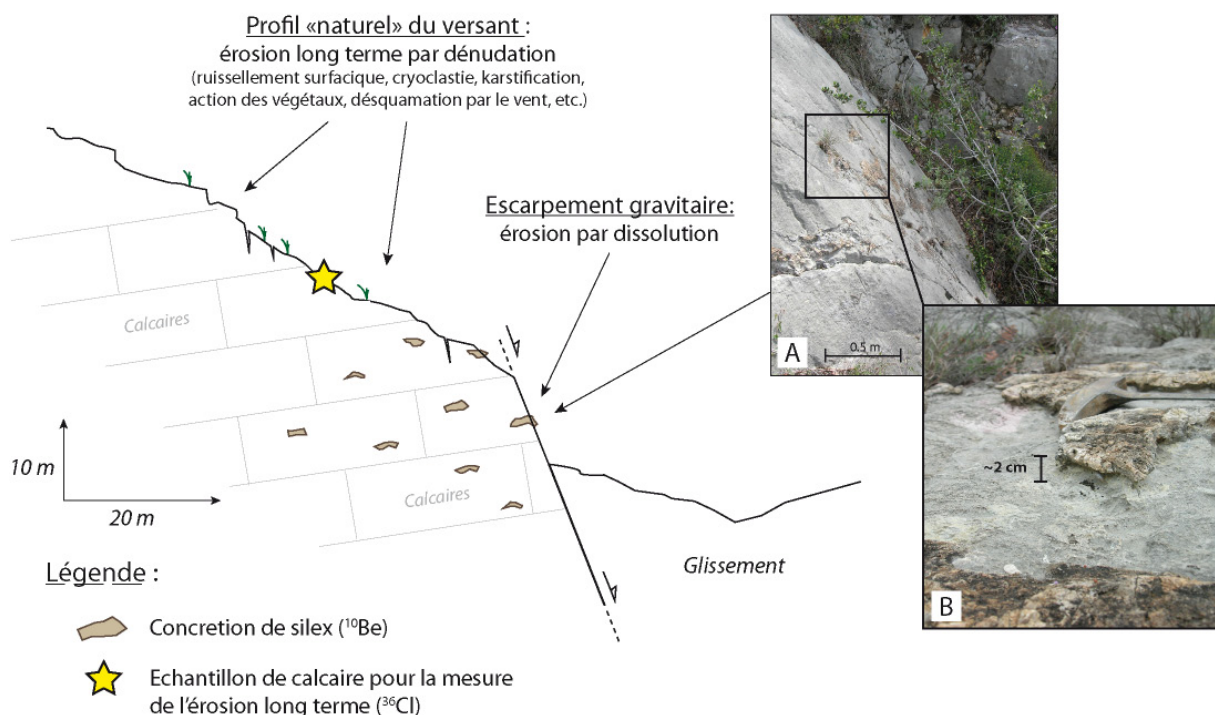 Profil «naturel» du versant :
érosion long terme par dénudation
(ruissellement surfacique, cryoclastie, karstification,
action des végétaux, désquamation par le vent, etc.)
Escarpement gravitaire:
érosion par dissolution
A
0.5 m
Calcaires
10 m
20 m
Calcaires
~2 cm
B
Glissement
Légende :
Concretion de silex (¹⁰Be)
Echantillon de calcaire pour la mesure
de l'érosion long terme (³⁶Cl)